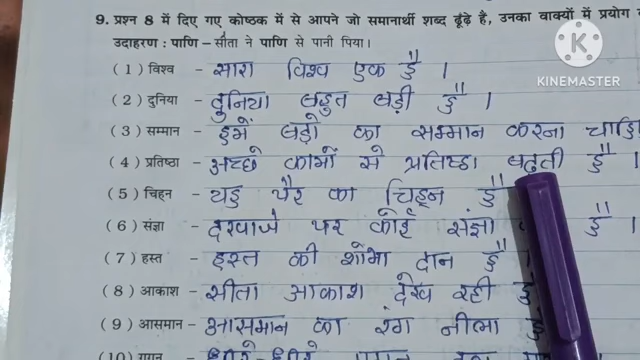 9. प्रश्न 8 में दिए गए कोष्ठक में से आपने जो समानार्थी शब्द ढूंढ़े है, उनका वाक्यों में प्रयोग
उदाहरण : पाणि – सीता ने पाणि से पानी पिया।
(1) विश्व - सारा विश्व एक है।
(2) दुनिया - दुनिया बहुत बड़ी है।
(3) सम्मान - हमें बड़ो का सम्मान करना
(4) प्रतिष्ठा - अच्छे कामों से प्रतिष्ठा बढ़ती है।
(5) चिह्न - यह पैर का चिह्न है
(6) संज्ञा - दरवाजे पर कोई संज्ञा है।
(7) हस्त - हस्त की शोभा दान है
(8) आकाश - सीता आकाश देख रही
(9) आसमान - आसमान का रंग नीला
(10) गगन -
KINEMASTER